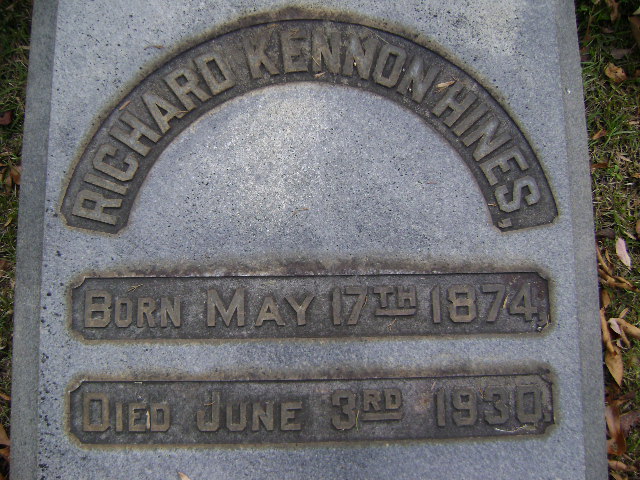 RICHARD KENNON HINES,
BORN MAY 17TH 1874.
DIED JUNE 3RD 1930.